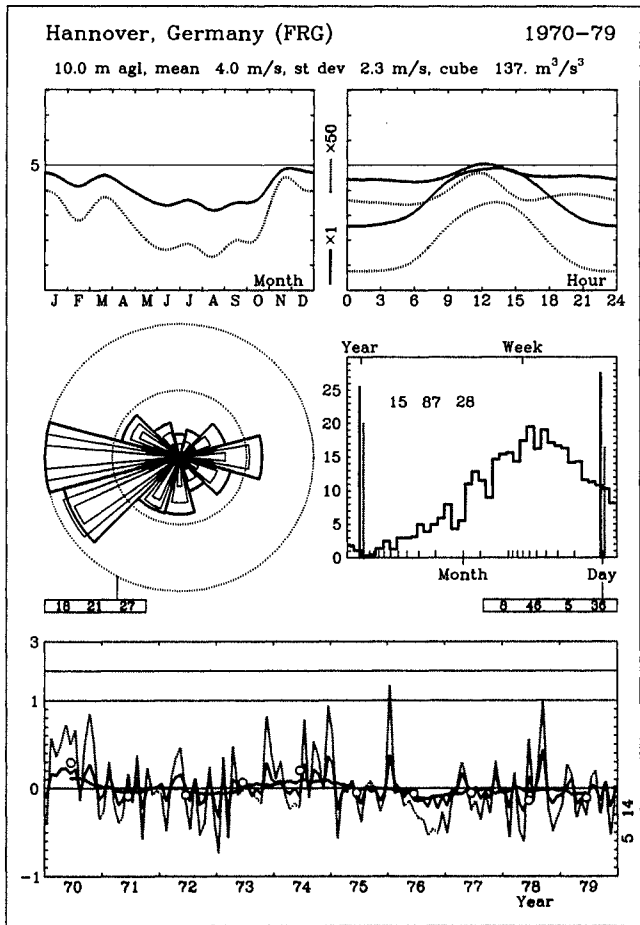 Hannover, Germany (FRG) 1970–79
10.0 m agl, mean 4.0 m/s, st dev 2.3 m/s, cube 137. m³/s³
5
×1 ×50
Month
Hour
J F M A M J J A S O N D
0 3 6 9 12 15 18 21 24
Year Week
25
20
15
10
5
0
15 87 28
Month Day
18 21 27
8 46 5 36
3
1
0
-1
70 71 72 73 74 75 76 77 78 79
Year
5 14